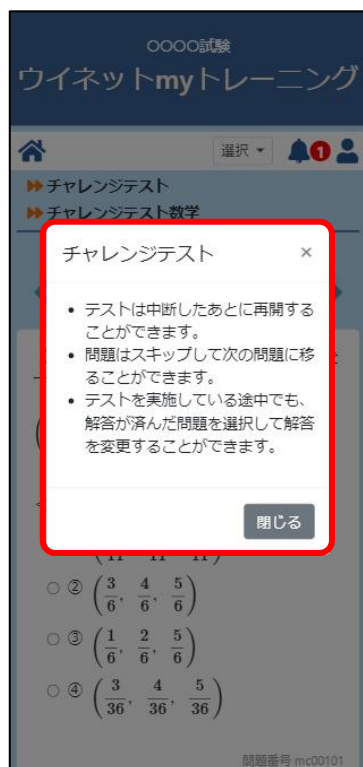 ○○○○試験
ウイネットmyトレーニング
選択
1
チャレンジテスト
チャレンジテスト数学
チャレンジテスト
×
• テストは中断したあとに再開する
ことができます。
• 問題はスキップして次の問題に移
ることができます。
• テストを実施している途中でも、
解答が済んだ問題を選択して解答
を変更することができます。
閉じる
② (3/6, 4/6, 5/6)
③ (1/6, 2/6, 5/6)
④ (3/36, 4/36, 5/36)
問題番号 mc00101